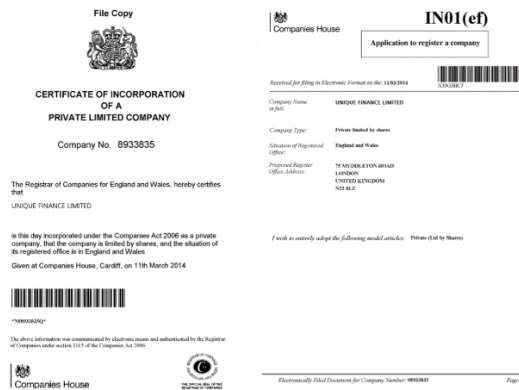 File Copy
CERTIFICATE OF INCORPORATION
OF A
PRIVATE LIMITED COMPANY
Company No. 8933835
The Registrar of Companies for England and Wales, hereby certifies
that
UNIQUE FINANCE LIMITED
is this day incorporated under the Companies Act 2006 as a private
company, that the company is limited by shares, and the situation of
its registered office is in England and Wales
Given at Companies House, Cardiff, on 11th March 2014
The above information was communicated by electronic means and authenticated by the Registrar
of Companies under section 1115 of the Companies Act 2006
Companies House
THE OFFICIAL SEAL OF THE
REGISTRAR OF COMPANIES
Companies House
IN01(ef)
Application to register a company
Received for filing in Electronic Format on the: 11/03/2014
Company Name
in full:
UNIQUE FINANCE LIMITED
Company Type:
Private limited by shares
Situation of Registered
Office:
England and Wales
Proposed Register
Office Address:
75 MYDDLETON ROAD
LONDON
UNITED KINGDOM
N22 8LZ
I wish to entirely adopt the following model articles:
Private (Ltd by Shares)
Electronically Filed Document for Company Number: 08933835
Page